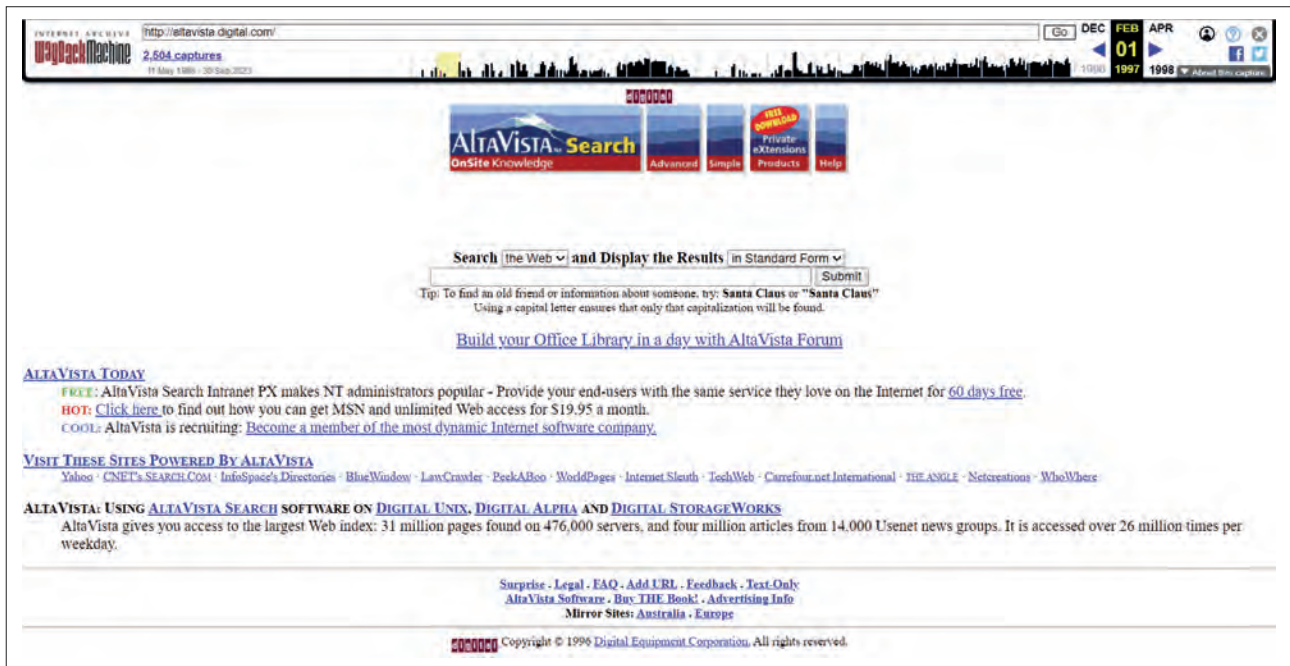 INTERNET ARCHIVE
WayBackMachine
http://altavista.digital.com/
Go
DEC FEB APR
2,504 captures
01
11 May 1996 - 30 Sep 2023
1996 1997 1998
About this capture
digital
ALTAVISTA Search
OnSite Knowledge
Advanced
Simple
FREE DOWNLOAD
Private
eXtensions
Products
Help
Search the Web and Display the Results in Standard Form
Submit
Tip: To find an old friend or information about someone, try: Santa Claus or "Santa Claus"
Using a capital letter ensures that only that capitalization will be found.
Build your Office Library in a day with AltaVista Forum
ALTAVISTA TODAY
FREE: AltaVista Search Intranet PX makes NT administrators popular - Provide your end-users with the same service they love on the Internet for 60 days free.
HOT: Click here to find out how you can get MSN and unlimited Web access for $19.95 a month.
COOL: AltaVista is recruiting: Become a member of the most dynamic Internet software company.
VISIT THESE SITES POWERED BY ALTAVISTA
Yahoo · CNET's SEARCH.COM · InfoSpace's Directories · BlueWindow · LawCrawler · PeekABoo · WorldPages · Internet Sleuth · TechWeb · Carrefour.net International · THE ANGLE · Netcreations · WhoWhere
ALTAVISTA: USING ALTAVISTA SEARCH SOFTWARE ON DIGITAL UNIX, DIGITAL ALPHA AND DIGITAL STORAGEWORKS
AltaVista gives you access to the largest Web index: 31 million pages found on 476,000 servers, and four million articles from 14,000 Usenet news groups. It is accessed over 26 million times per
weekday.
Surprise . Legal . FAQ . Add URL . Feedback . Text-Only
AltaVista Software . Buy THE Book! . Advertising Info
Mirror Sites: Australia . Europe
digital Copyright © 1996 Digital Equipment Corporation. All rights reserved.